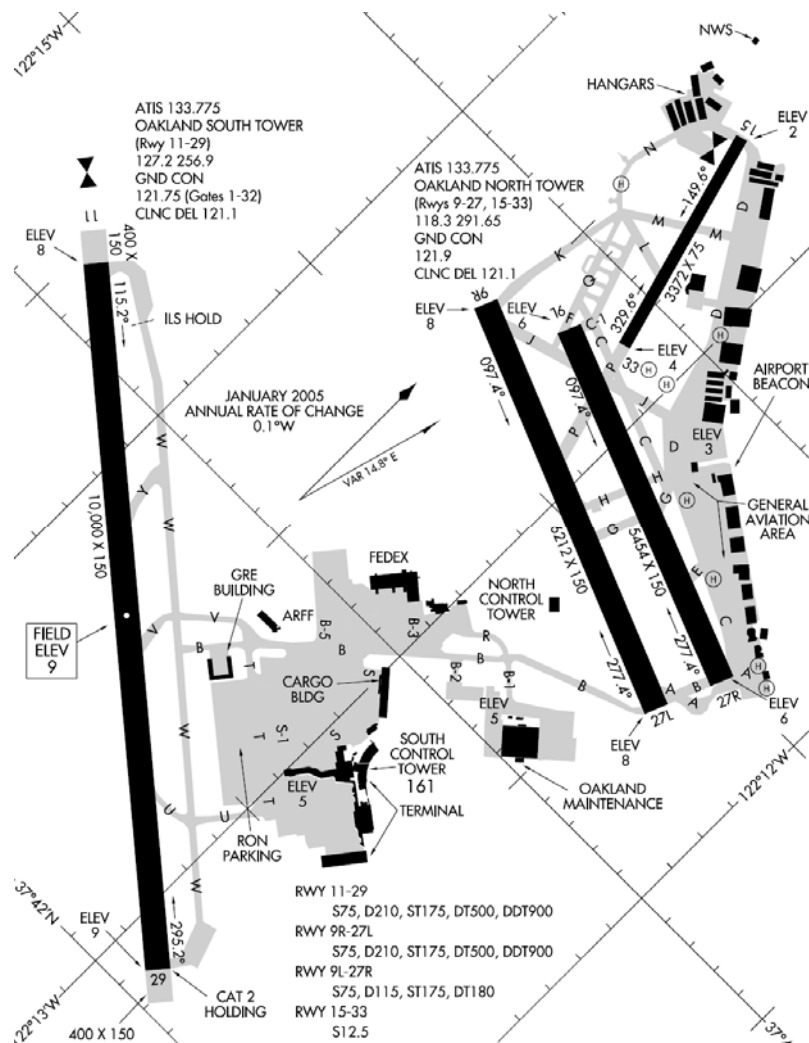 122°15'W
NWS
HANGARS
ATIS 133.775
OAKLAND SOUTH TOWER
(Rwy 11-29)
127.2 256.9
GND CON
121.75 (Gates 1-32)
CLNC DEL 121.1
ELEV
2
15
ATIS 133.775
OAKLAND NORTH TOWER
(Rwys 9-27, 15-33)
118.3 291.65
GND CON
121.9
CLNC DEL 121.1
N
H
149.6°
D
M
M
L
K
Q
3372 X 75
329.6°
11
ELEV
8
400 X
150
115.2°
ILS HOLD
9R
ELEV
8
ELEV
6
J
9L
F
C-1
C
C
P
33
H
H
ELEV
4
D
H
AIRPORT
BEACON
JANUARY 2005
ANNUAL RATE OF CHANGE
0.1°W
VAR 14.8° E
097.4°
097.4°
P
J
C
D
ELEV
3
W
W
Y
W
10,000 X 150
H
H
G
G
H
GENERAL
AVIATION
AREA
6212 X 150
5454 X 150
E
H
C
GRE
BUILDING
FEDEX
NORTH
CONTROL
TOWER
ARFF
B-5
B-3
R
FIELD
ELEV
9
V
V
B
T
B
S
B
B-2
B-1
B
277.4°
277.4°
A
B
A
A
H
H
27L
27R
CARGO
BLDG
ELEV
5
ELEV
8
ELEV
6
S-1
S
T
T
W
U
U
ELEV
5
SOUTH
CONTROL
TOWER
161
TERMINAL
OAKLAND
MAINTENANCE
122°12'W
RON
PARKING
W
37°42'N
ELEV
9
295.2°
29
CAT 2
HOLDING
122°13'W
400 X 150
RWY 11-29
S75, D210, ST175, DT500, DDT900
RWY 9R-27L
S75, D210, ST175, DT500, DDT900
RWY 9L-27R
S75, D115, ST175, DT180
RWY 15-33
S12.5